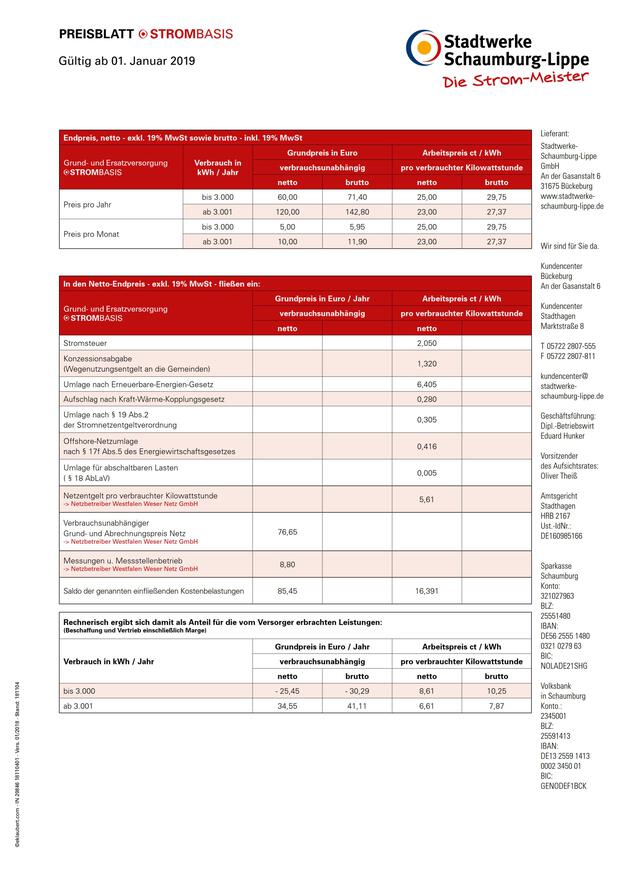 PREISBLATT STROMBASIS
Gültig ab 01. Januar 2019
Stadtwerke
Schaumburg-Lippe
Die Strom-Meister
Endpreis, netto - exkl. 19% MwSt sowie brutto - inkl. 19% MwSt
Grund- und Ersatzversorgung
STROMBASIS
Verbrauch in
kWh / Jahr
Grundpreis in Euro Arbeitspreis ct / kWh
verbrauchsunabhängig pro verbrauchter Kilowattstunde
netto brutto netto brutto
Preis pro Jahr
bis 3.000 60,00 71,40 25,00 29,75
ab 3.001 120,00 142,80 23,00 27,37
Preis pro Monat
bis 3.000 5,00 5,95 25,00 29,75
ab 3.001 10,00 11,90 23,00 27,37
In den Netto-Endpreis - exkl. 19% MwSt - fließen ein:
Grund- und Ersatzversorgung
STROMBASIS
Grundpreis in Euro / Jahr Arbeitspreis ct / kWh
verbrauchsunabhängig pro verbrauchter Kilowattstunde
netto netto
Stromsteuer 2,050
Konzessionsabgabe
(Wegenutzungsentgelt an die Gemeinden) 1,320
Umlage nach Erneuerbare-Energien-Gesetz 6,405
Aufschlag nach Kraft-Wärme-Kopplungsgesetz 0,280
Umlage nach § 19 Abs.2
der Stromnetzentgeltverordnung 0,305
Offshore-Netzumlage
nach § 17f Abs.5 des Energiewirtschaftsgesetzes 0,416
Umlage für abschaltbaren Lasten
( § 18 AbLaV) 0,005
Netzentgelt pro verbrauchter Kilowattstunde 5,61
-> Netzbetreiber Westfalen Weser Netz GmbH
Verbrauchsunabhängiger
Grund- und Abrechnungspreis Netz 76,65
-> Netzbetreiber Westfalen Weser Netz GmbH
Messungen u. Messstellenbetrieb 8,80
-> Netzbetreiber Westfalen Weser Netz GmbH
Saldo der genannten einfließenden Kostenbelastungen 85,45 16,391
Rechnerisch ergibt sich damit als Anteil für die vom Versorger erbrachten Leistungen:
(Beschaffung und Vertrieb einschließlich Marge)
Verbrauch in kWh / Jahr
Grundpreis in Euro / Jahr Arbeitspreis ct / kWh
verbrauchsunabhängig pro verbrauchter Kilowattstunde
netto brutto netto brutto
bis 3.000 - 25,45 - 30,29 8,61 10,25
ab 3.001 34,55 41,11 6,61 7,87
Lieferant:
Stadtwerke-
Schaumburg-Lippe
GmbH
An der Gasanstalt 6
31675 Bückeburg
www.stadtwerke-
schaumburg-lippe.de
Wir sind für Sie da.
Kundencenter
Bückeburg
An der Gasanstalt 6
Kundencenter
Stadthagen
Marktstraße 8
T 05722 2807-555
F 05722 2807-811
kundencenter@
stadtwerke-
schaumburg-lippe.de
Geschäftsführung:
Dipl.-Betriebswirt
Eduard Hunker
Vorsitzender
des Aufsichtsrates:
Oliver Theiß
Amtsgericht
Stadthagen
HRB 2167
Ust.-IdNr.:
DE160985166
Sparkasse
Schaumburg
Konto:
321027963
BLZ:
25551480
IBAN:
DE56 2555 1480
0321 0279 63
BIC:
NOLADE21SHG
Volksbank
in Schaumburg
Konto.:
2345001
BLZ:
25591413
IBAN:
DE13 2559 1413
0002 3450 01
BIC:
GENODEF1BCK
©eklaubert.com - IN 29846 18110401 - Vers. 01/2018 - Stand: 181104